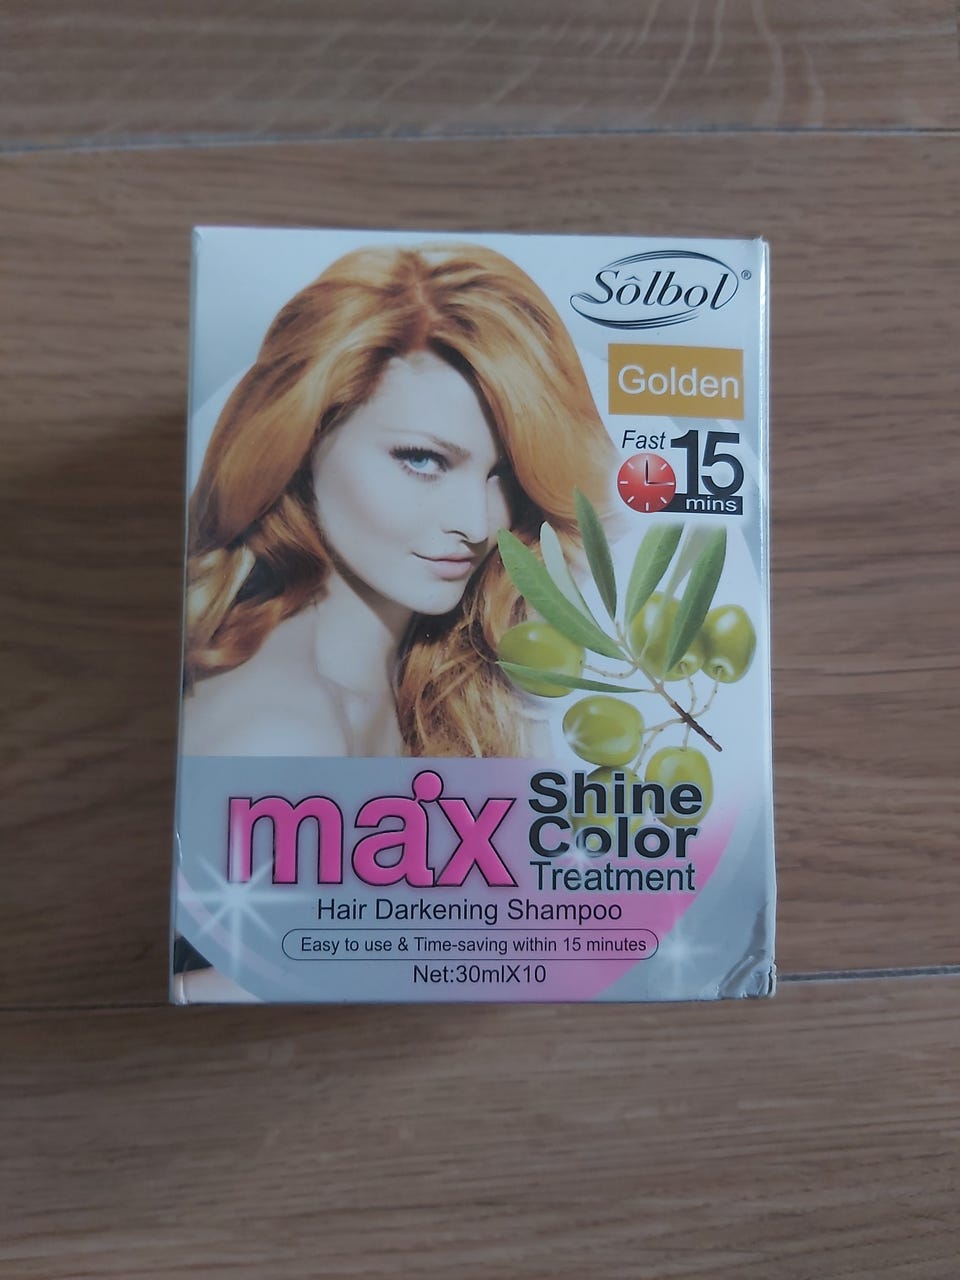 Sôlbol®
Golden
Fast 15
mins
ma'x
Shine
Color
Treatment
Hair Darkening Shampoo
Easy to use & Time-saving within 15 minutes
Net:30mlX10